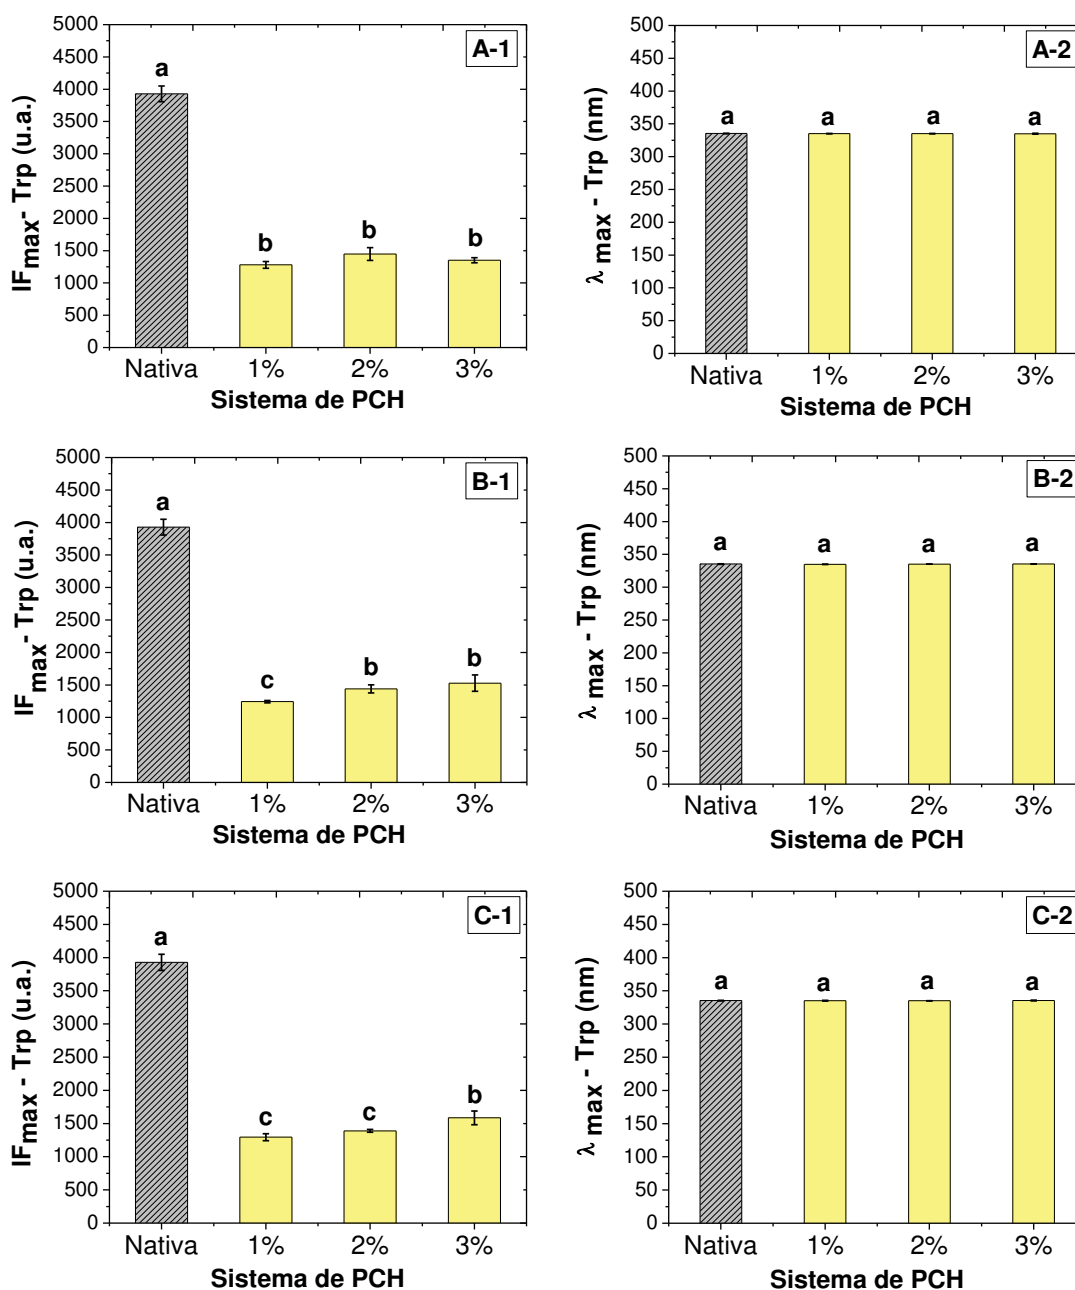 A-1
IFmax- Trp (u.a.)
5000
4500
4000
3500
3000
2500
2000
1500
1000
500
0
a b b b
Nativa 1% 2% 3%
Sistema de PCH
A-2
λ max - Trp (nm)
500
450
400
350
300
250
200
150
100
50
0
a a a a
Nativa 1% 2% 3%
Sistema de PCH
B-1
IFmax- Trp (u.a.)
5000
4500
4000
3500
3000
2500
2000
1500
1000
500
0
a c b b
Nativa 1% 2% 3%
Sistema de PCH
B-2
λ max - Trp (nm)
500
450
400
350
300
250
200
150
100
50
0
a a a a
Nativa 1% 2% 3%
Sistema de PCH
C-1
IFmax - Trp (u.a.)
5000
4500
4000
3500
3000
2500
2000
1500
1000
500
0
a c c b
Nativa 1% 2% 3%
Sistema de PCH
C-2
λ max - Trp (nm)
500
450
400
350
300
250
200
150
100
50
0
a a a a
Nativa 1% 2% 3%
Sistema de PCH